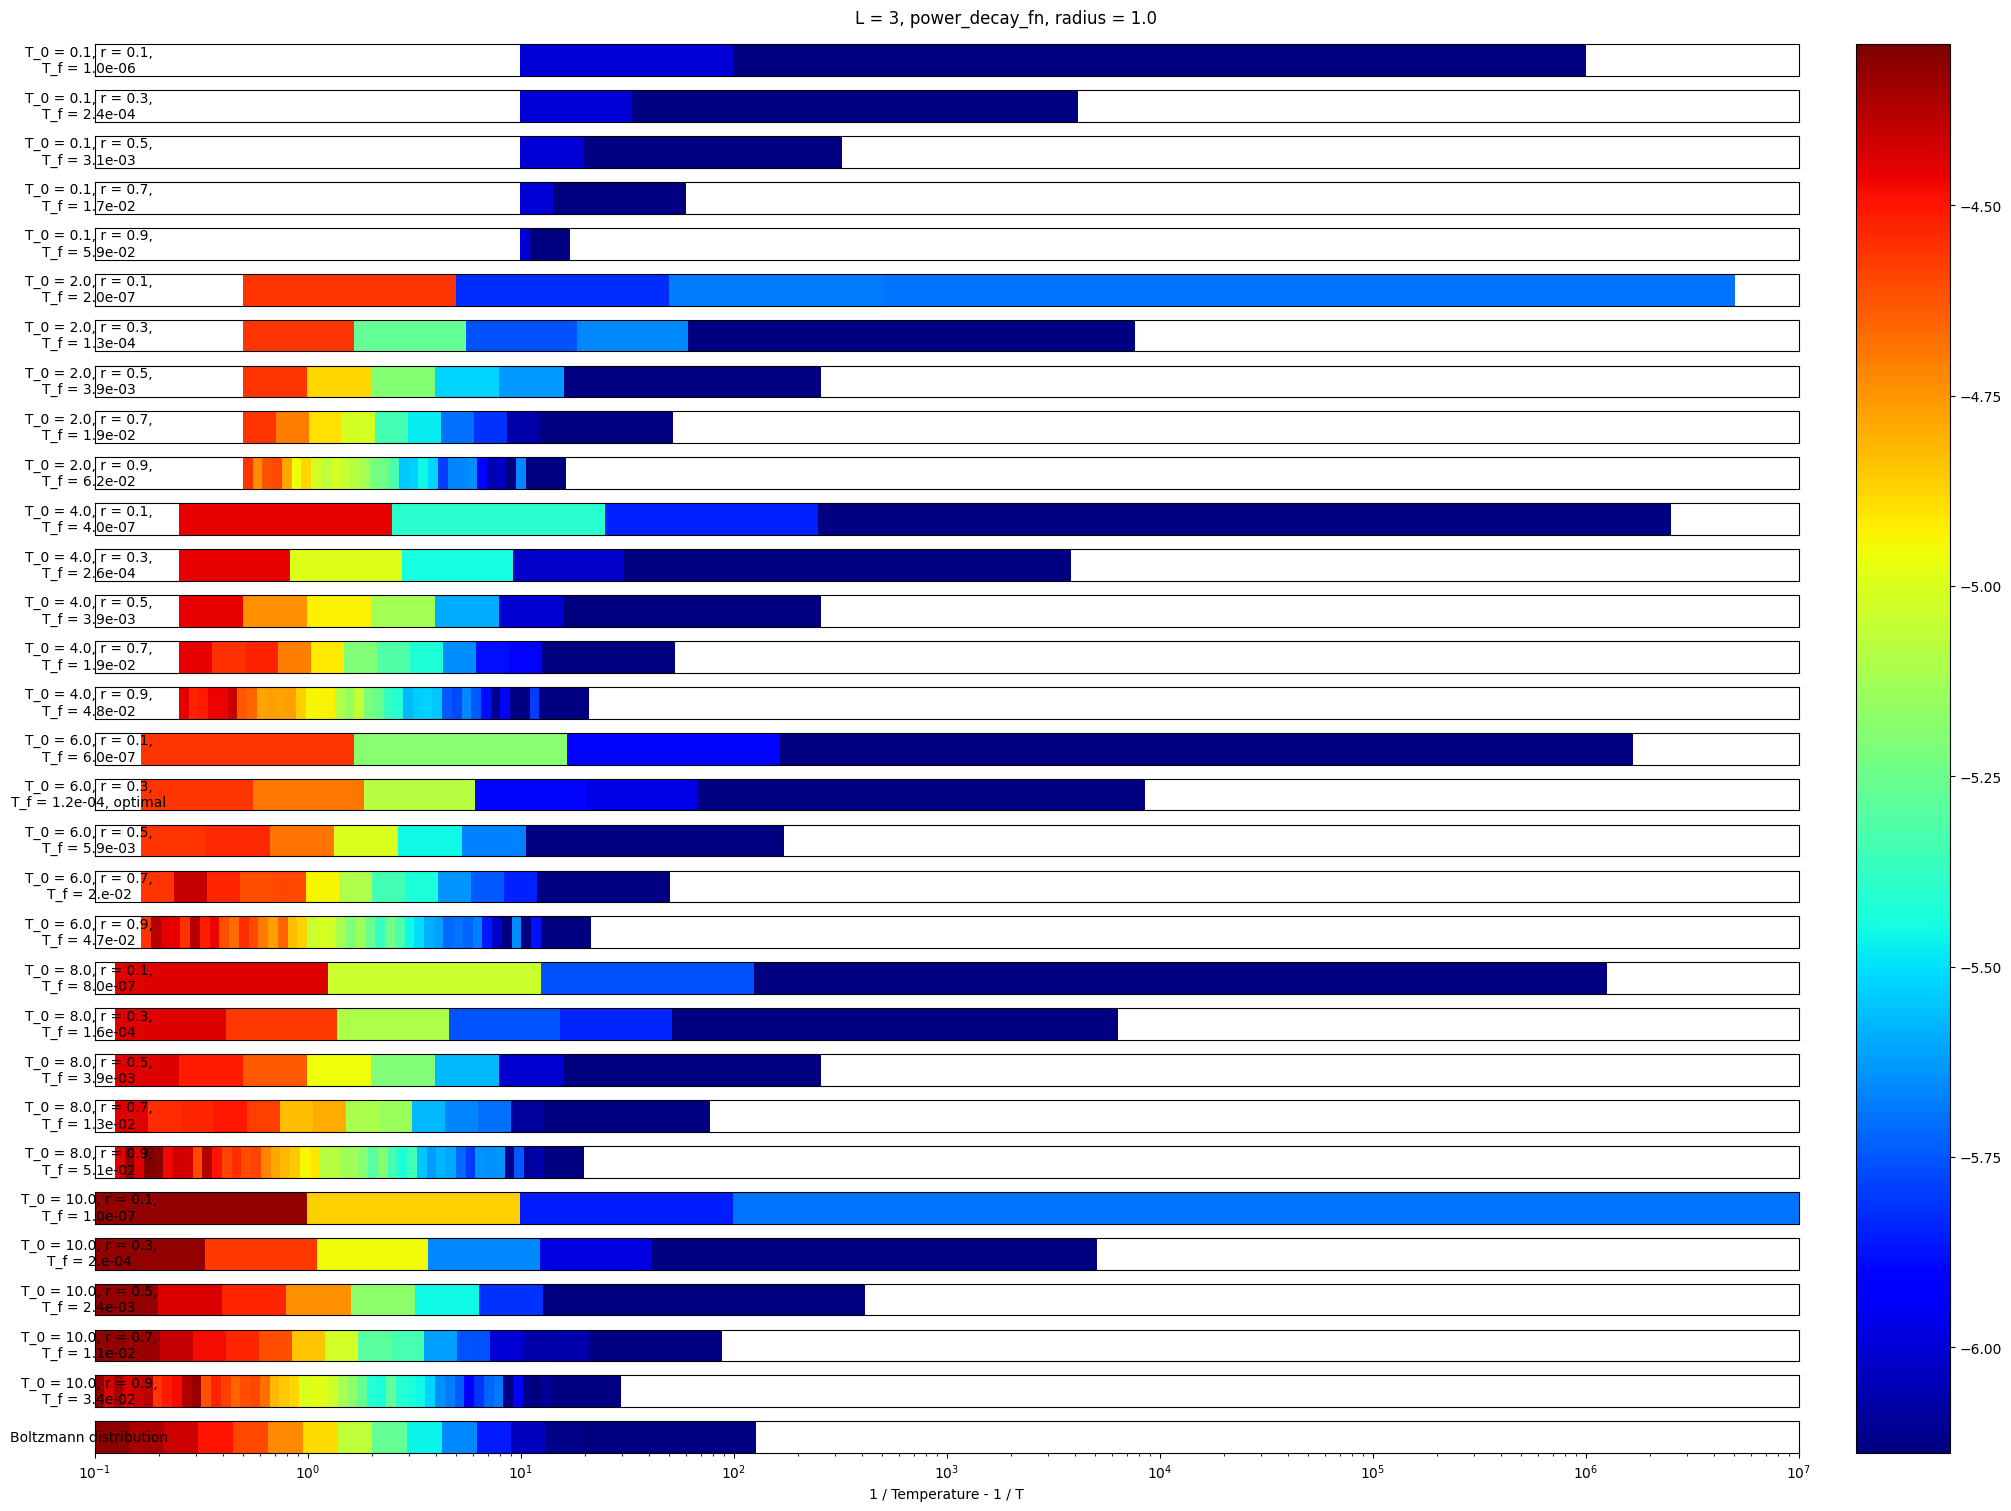 L = 3, power_decay_fn, radius = 1.0
T_0 = 0.1, r = 0.1,
T_f = 1.0e-06
T_0 = 0.1, r = 0.3,
T_f = 2.4e-04
T_0 = 0.1, r = 0.5,
T_f = 3.1e-03
T_0 = 0.1, r = 0.7,
T_f = 1.7e-02
T_0 = 0.1, r = 0.9,
T_f = 5.9e-02
T_0 = 2.0, r = 0.1,
T_f = 2.0e-07
T_0 = 2.0, r = 0.3,
T_f = 1.3e-04
T_0 = 2.0, r = 0.5,
T_f = 3.9e-03
T_0 = 2.0, r = 0.7,
T_f = 1.9e-02
T_0 = 2.0, r = 0.9,
T_f = 6.2e-02
T_0 = 4.0, r = 0.1,
T_f = 4.0e-07
T_0 = 4.0, r = 0.3,
T_f = 2.6e-04
T_0 = 4.0, r = 0.5,
T_f = 3.9e-03
T_0 = 4.0, r = 0.7,
T_f = 1.9e-02
T_0 = 4.0, r = 0.9,
T_f = 4.8e-02
T_0 = 6.0, r = 0.1,
T_f = 6.0e-07
T_0 = 6.0, r = 0.3,
T_f = 1.2e-04, optimal
T_0 = 6.0, r = 0.5,
T_f = 5.9e-03
T_0 = 6.0, r = 0.7,
T_f = 2.e-02
T_0 = 6.0, r = 0.9,
T_f = 4.7e-02
T_0 = 8.0, r = 0.1,
T_f = 8.0e-07
T_0 = 8.0, r = 0.3,
T_f = 1.6e-04
T_0 = 8.0, r = 0.5,
T_f = 3.9e-03
T_0 = 8.0, r = 0.7,
T_f = 1.3e-02
T_0 = 8.0, r = 0.9,
T_f = 5.1e-02
T_0 = 10.0, r = 0.1,
T_f = 1.0e-07
T_0 = 10.0, r = 0.3,
T_f = 2.e-04
T_0 = 10.0, r = 0.5,
T_f = 2.4e-03
T_0 = 10.0, r = 0.7,
T_f = 1.1e-02
T_0 = 10.0, r = 0.9,
T_f = 3.4e-02
Boltzmann distribution
10⁻¹ 10⁰ 10¹ 10² 10³ 10⁴ 10⁵ 10⁶ 10⁷
1 / Temperature - 1 / T
−4.50
−4.75
−5.00
−5.25
−5.50
−5.75
−6.00